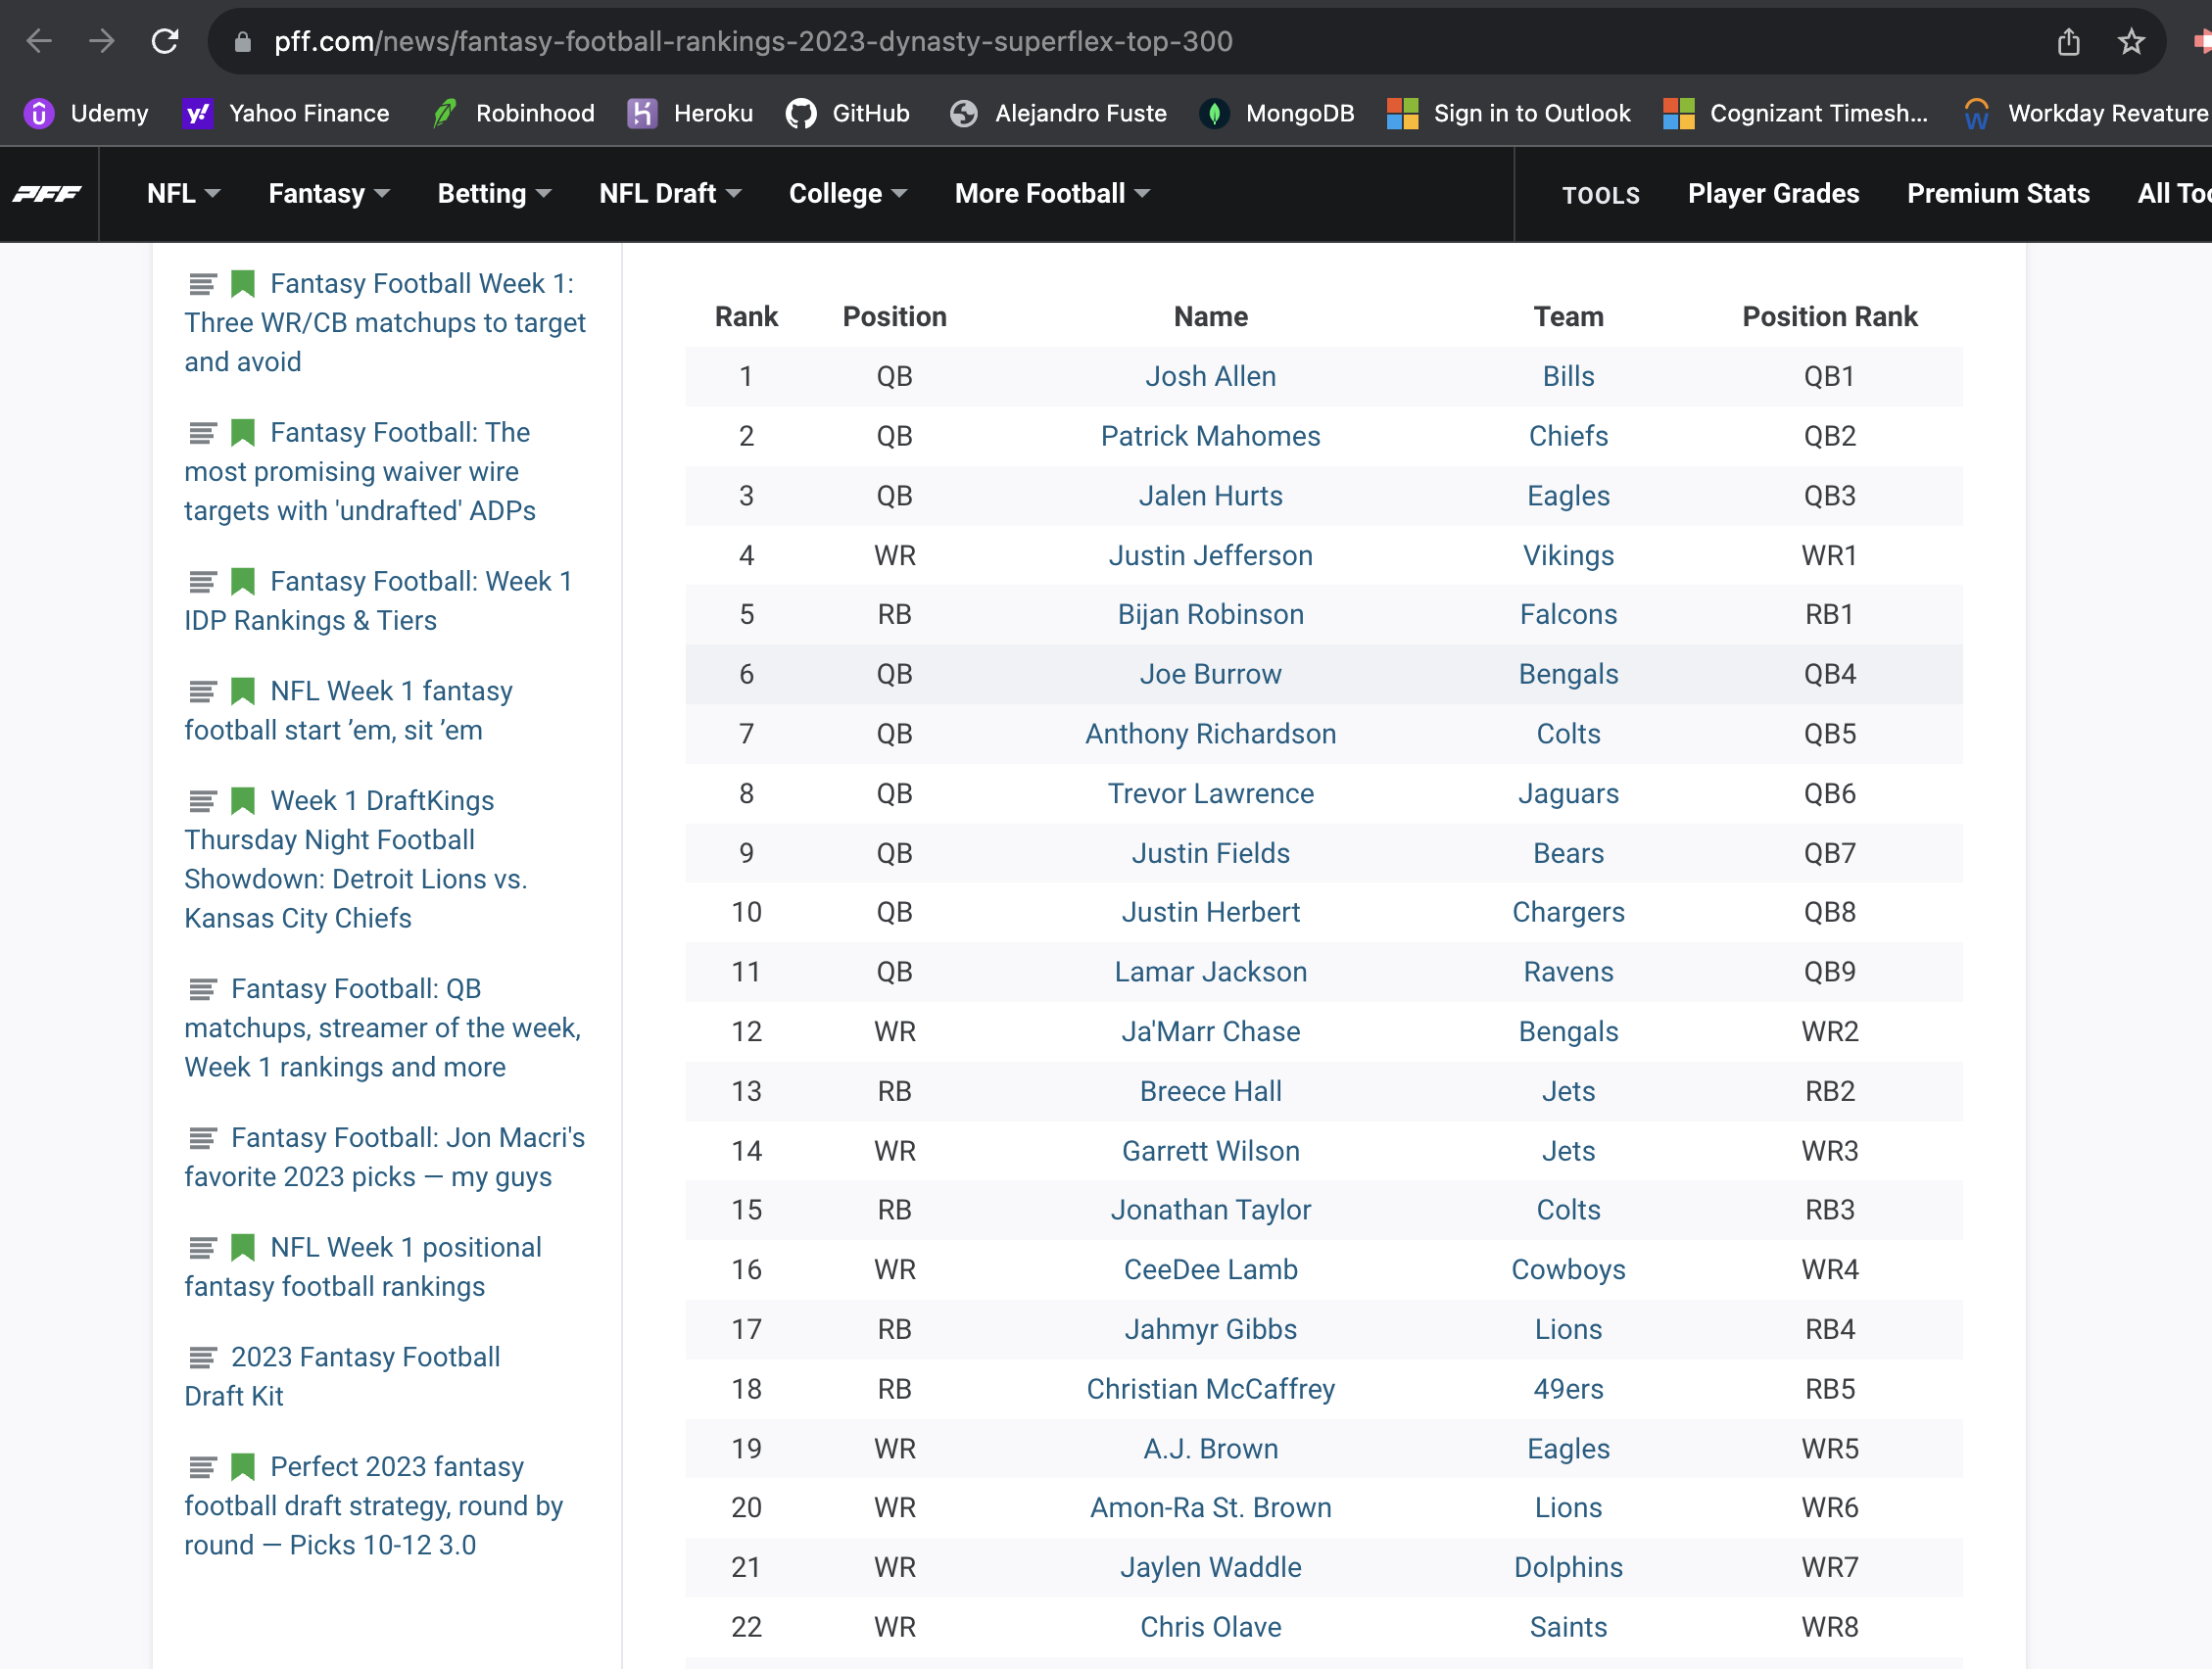 pff.com/news/fantasy-football-rankings-2023-dynasty-superflex-top-300
Udemy Yahoo Finance Robinhood Heroku GitHub Alejandro Fuste MongoDB Sign in to Outlook Cognizant Timesh... Workday Revature
PFF NFL Fantasy Betting NFL Draft College More Football TOOLS Player Grades Premium Stats All Too
Fantasy Football Week 1:
Three WR/CB matchups to target
and avoid
Fantasy Football: The
most promising waiver wire
targets with 'undrafted' ADPs
Fantasy Football: Week 1
IDP Rankings & Tiers
NFL Week 1 fantasy
football start ’em, sit ’em
Week 1 DraftKings
Thursday Night Football
Showdown: Detroit Lions vs.
Kansas City Chiefs
Fantasy Football: QB
matchups, streamer of the week,
Week 1 rankings and more
Fantasy Football: Jon Macri's
favorite 2023 picks — my guys
NFL Week 1 positional
fantasy football rankings
2023 Fantasy Football
Draft Kit
Perfect 2023 fantasy
football draft strategy, round by
round — Picks 10-12 3.0
Rank Position Name Team Position Rank
1 QB Josh Allen Bills QB1
2 QB Patrick Mahomes Chiefs QB2
3 QB Jalen Hurts Eagles QB3
4 WR Justin Jefferson Vikings WR1
5 RB Bijan Robinson Falcons RB1
6 QB Joe Burrow Bengals QB4
7 QB Anthony Richardson Colts QB5
8 QB Trevor Lawrence Jaguars QB6
9 QB Justin Fields Bears QB7
10 QB Justin Herbert Chargers QB8
11 QB Lamar Jackson Ravens QB9
12 WR Ja'Marr Chase Bengals WR2
13 RB Breece Hall Jets RB2
14 WR Garrett Wilson Jets WR3
15 RB Jonathan Taylor Colts RB3
16 WR CeeDee Lamb Cowboys WR4
17 RB Jahmyr Gibbs Lions RB4
18 RB Christian McCaffrey 49ers RB5
19 WR A.J. Brown Eagles WR5
20 WR Amon-Ra St. Brown Lions WR6
21 WR Jaylen Waddle Dolphins WR7
22 WR Chris Olave Saints WR8